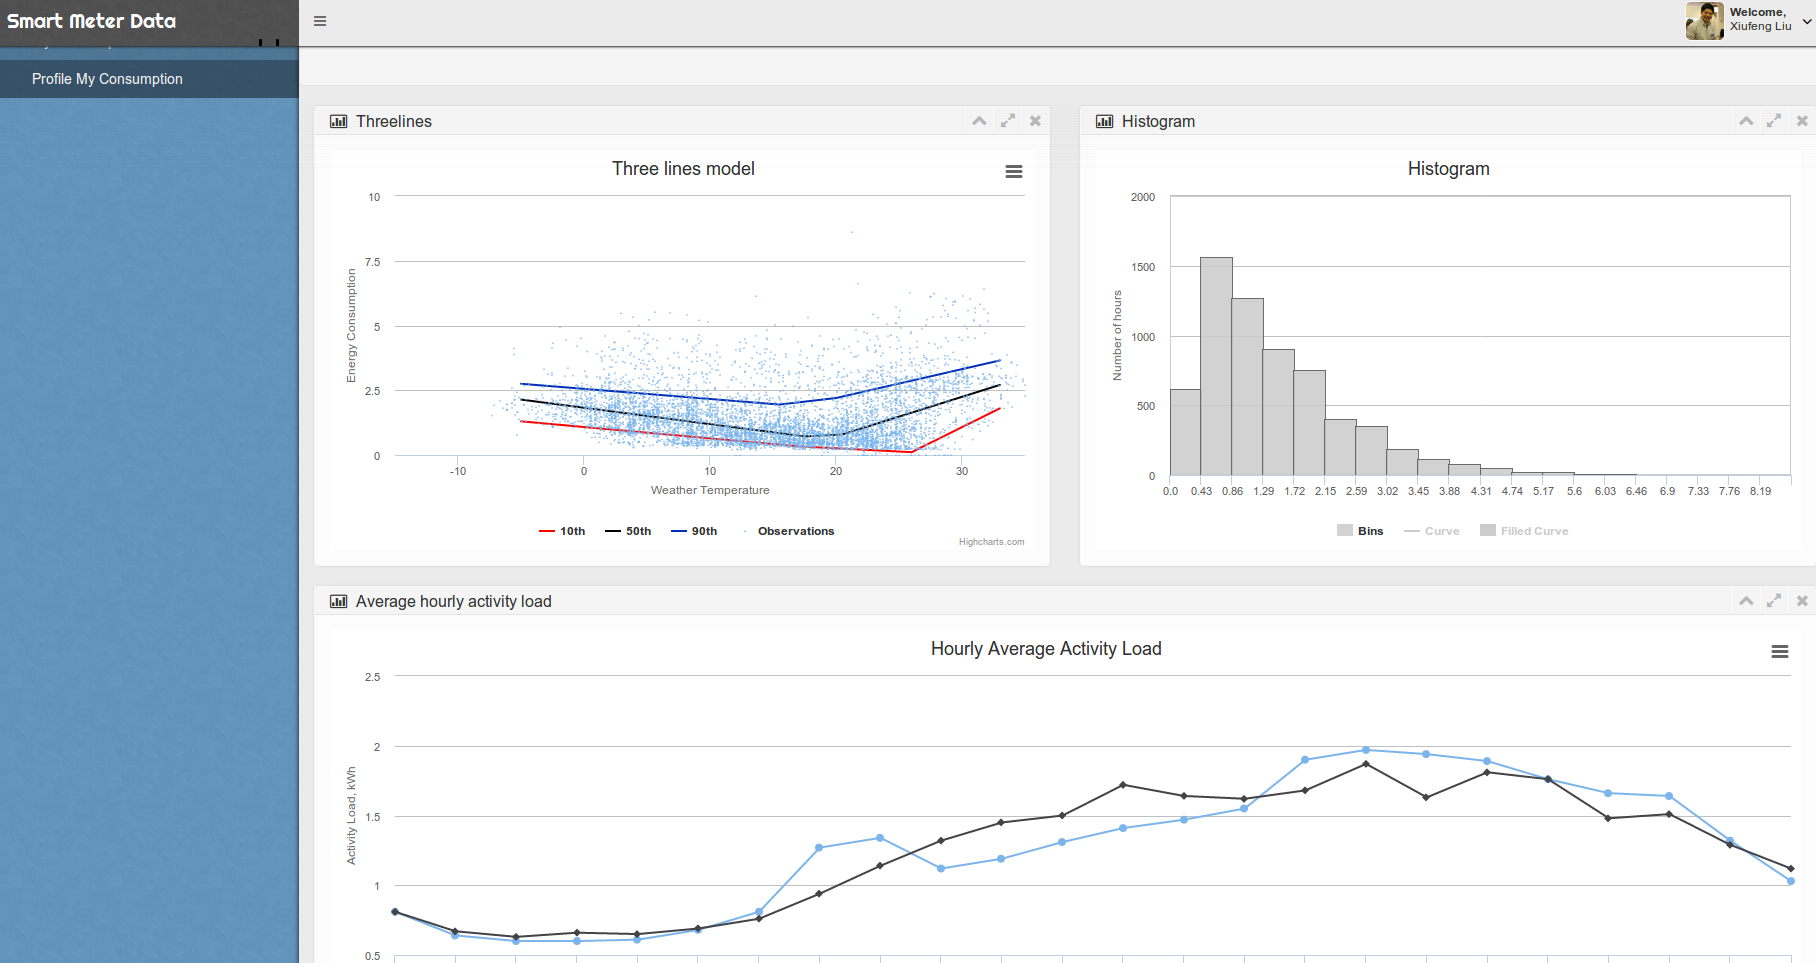 Smart Meter Data
Welcome,
Xiufeng Liu
Profile My Consumption
Threelines
Three lines model
10
7.5
5
2.5
0
Energy Consumption
-10 0 10 20 30
Weather Temperature
10th 50th 90th Observations
Highcharts.com
Histogram
Histogram
2000
1500
1000
500
0
Number of hours
0.0 0.43 0.86 1.29 1.72 2.15 2.59 3.02 3.45 3.88 4.31 4.74 5.17 5.6 6.03 6.46 6.9 7.33 7.76 8.19
Bins Curve Filled Curve
Average hourly activity load
Hourly Average Activity Load
2.5
2
1.5
1
0.5
Activity Load, kWh